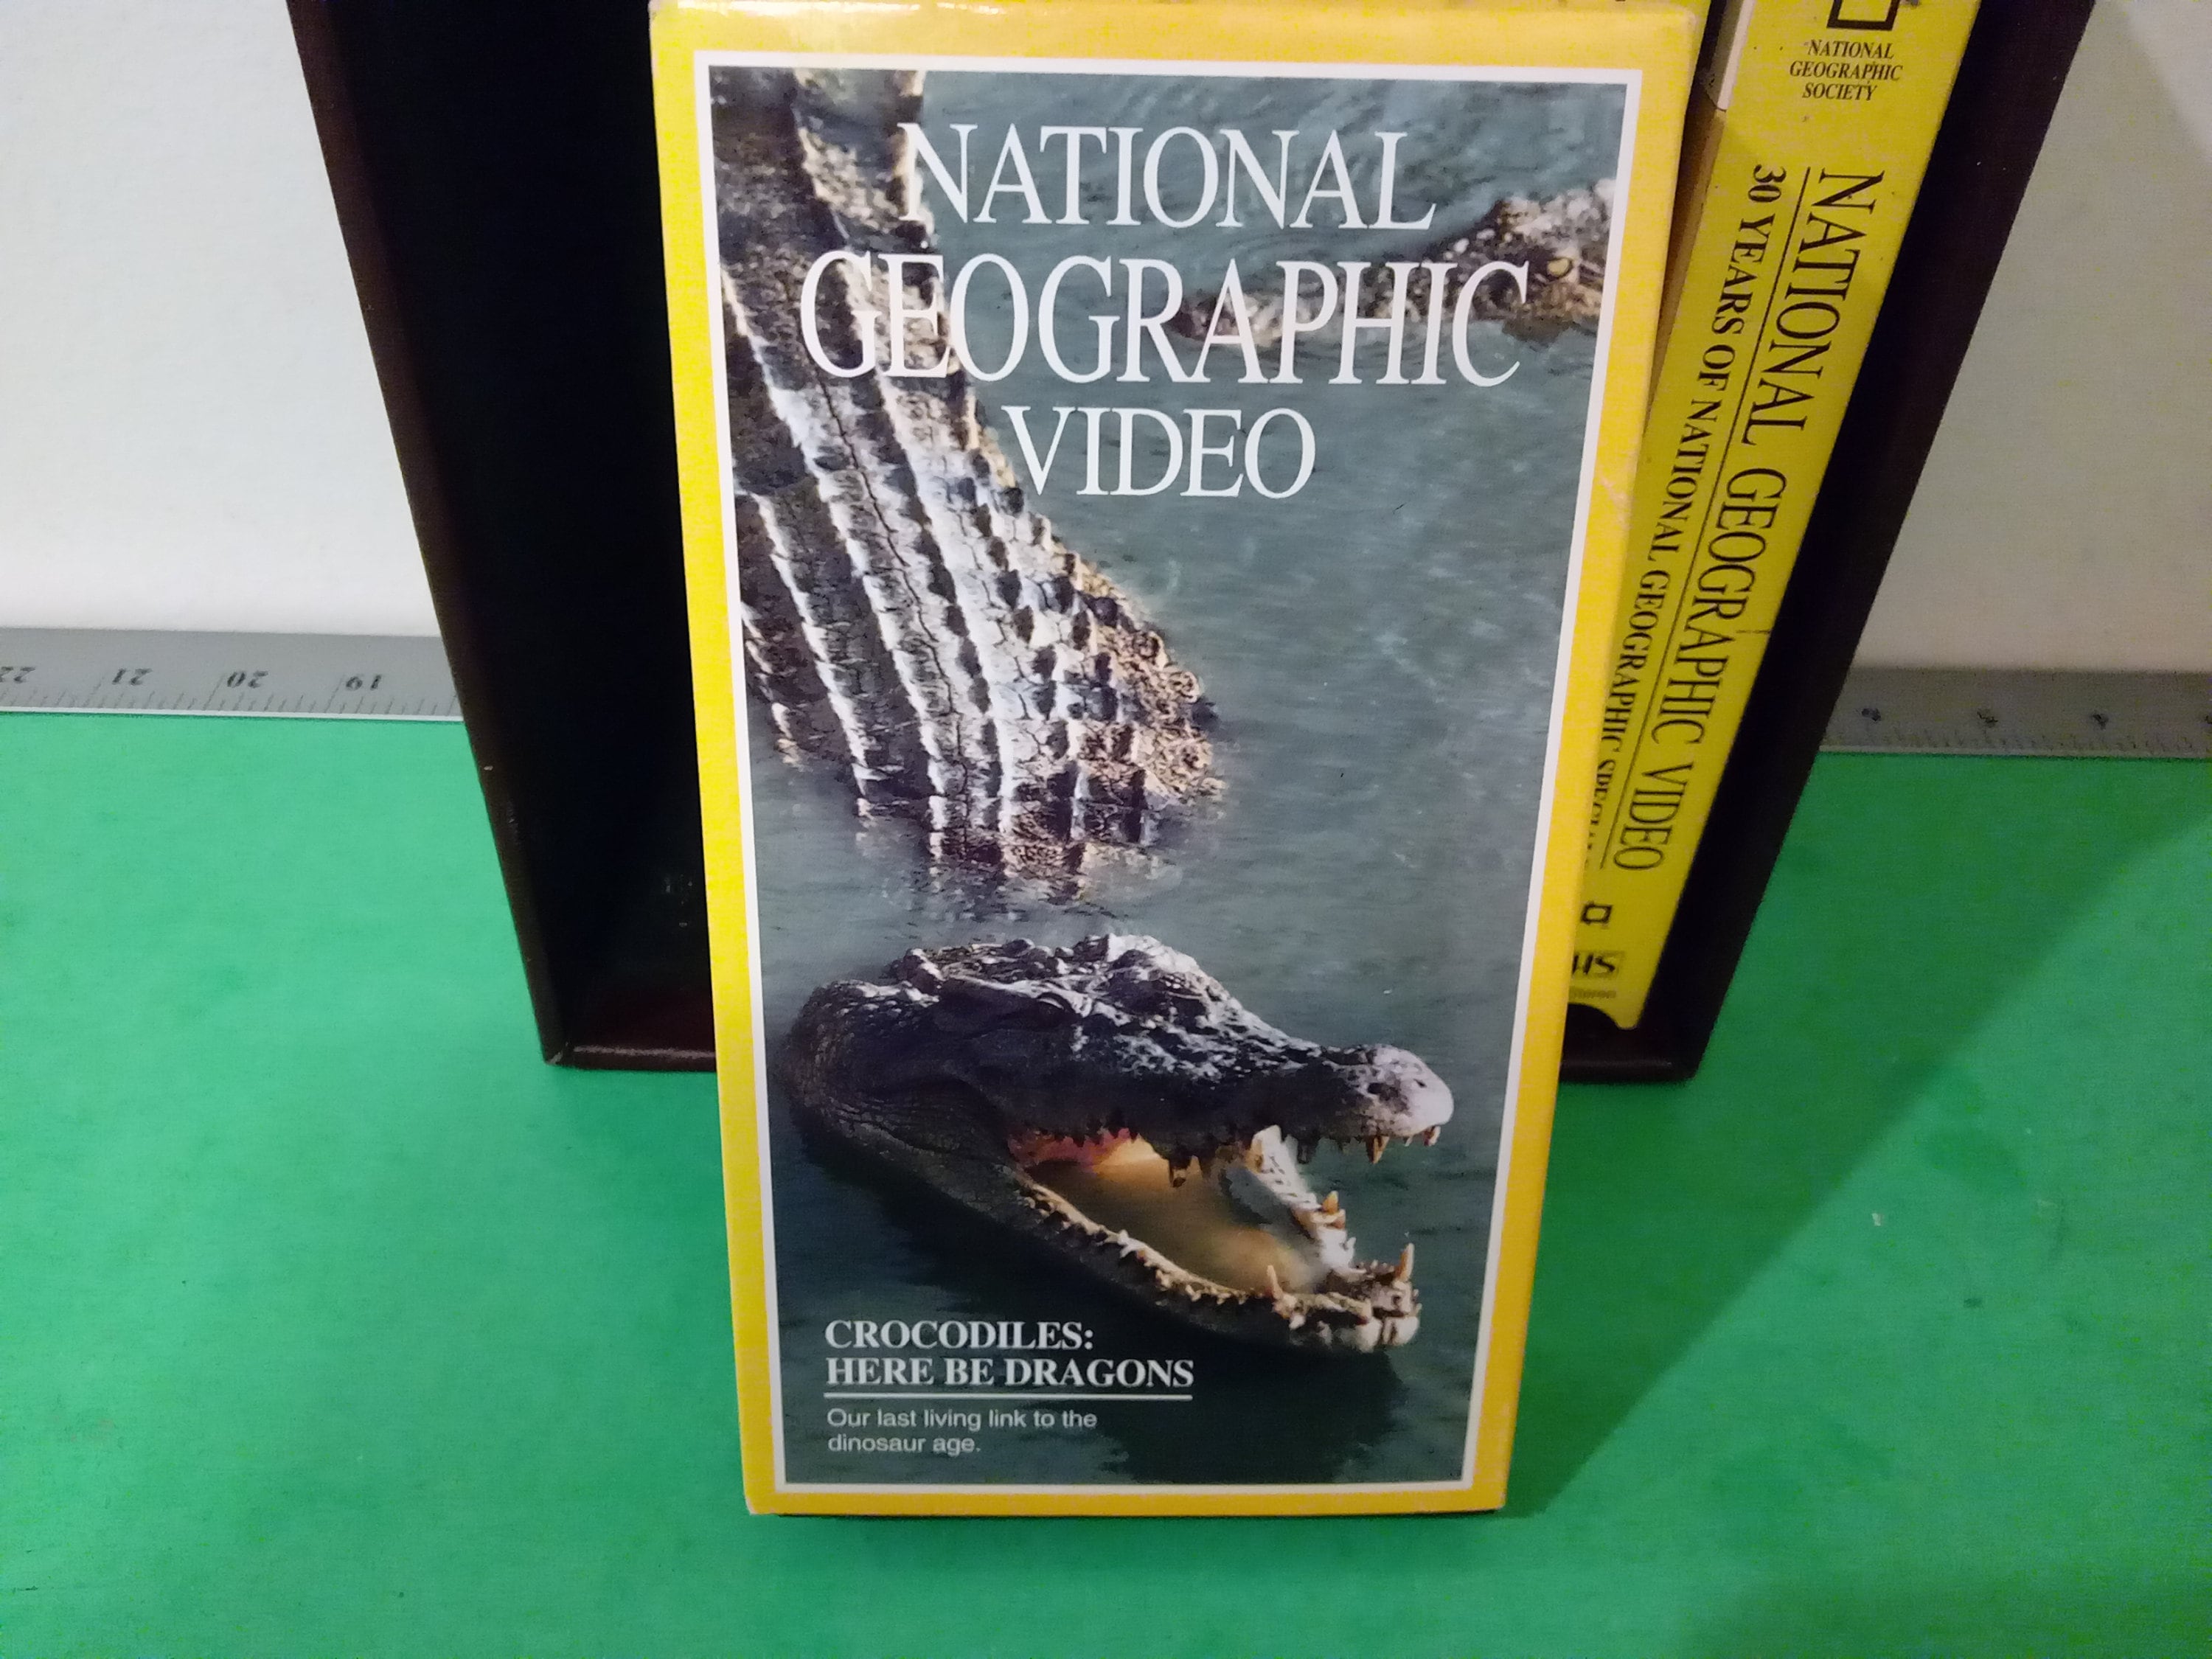 NATIONAL
GEOGRAPHIC
VIDEO
CROCODILES:
HERE BE DRAGONS
Our last living link to the
dinosaur age.
NATIONAL
GEOGRAPHIC
SOCIETY
NATIONAL GEOGRAPHIC VIDEO
30 YEARS OF NATIONAL GEOGRAPHIC
21
20
19